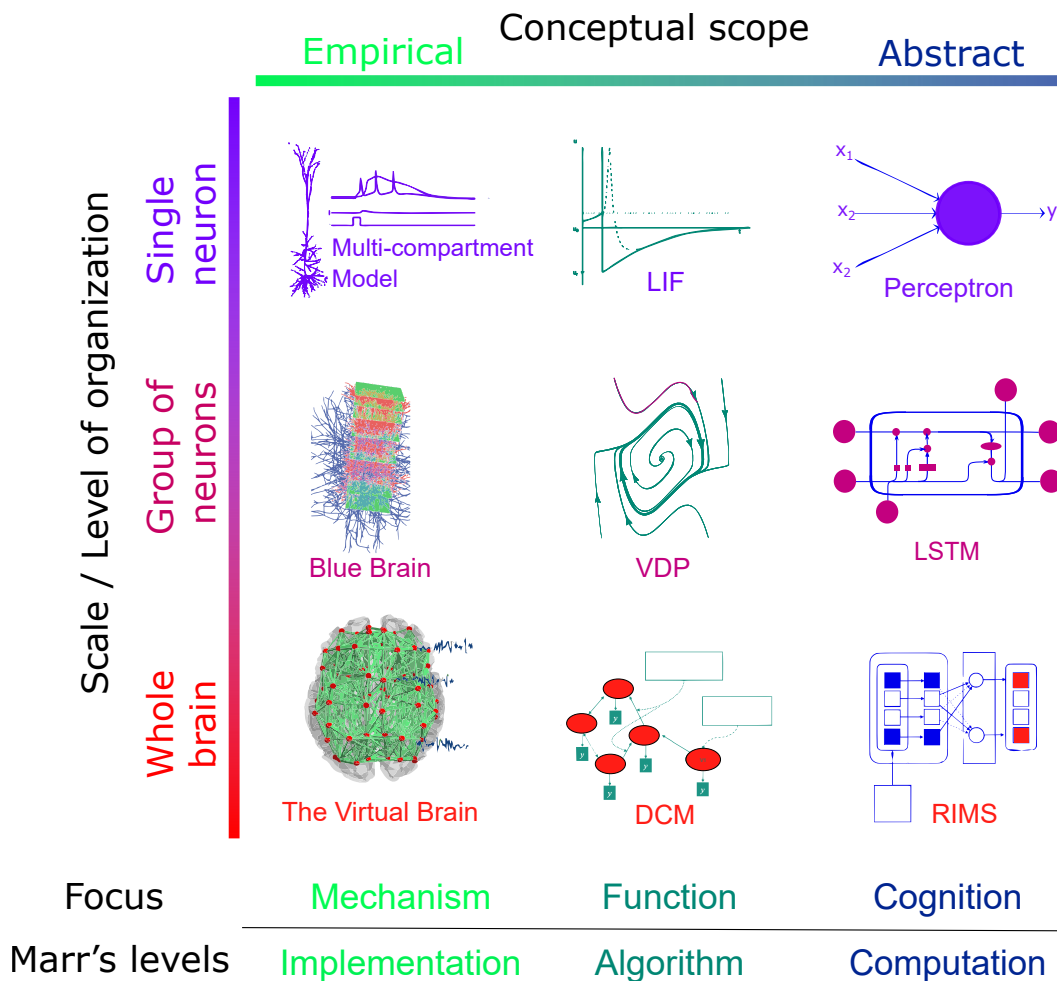 Conceptual scope
Empirical
Abstract
Scale / Level of organization
Single
neuron
Multi-compartment
Model
LIF
x1
x2
x2
y
Perceptron
Group of
neurons
Blue Brain
VDP
LSTM
Whole
brain
The Virtual Brain
y
y
y
y
y
DCM
RIMS
Focus
Mechanism
Function
Cognition
Marr's levels
Implementation
Algorithm
Computation